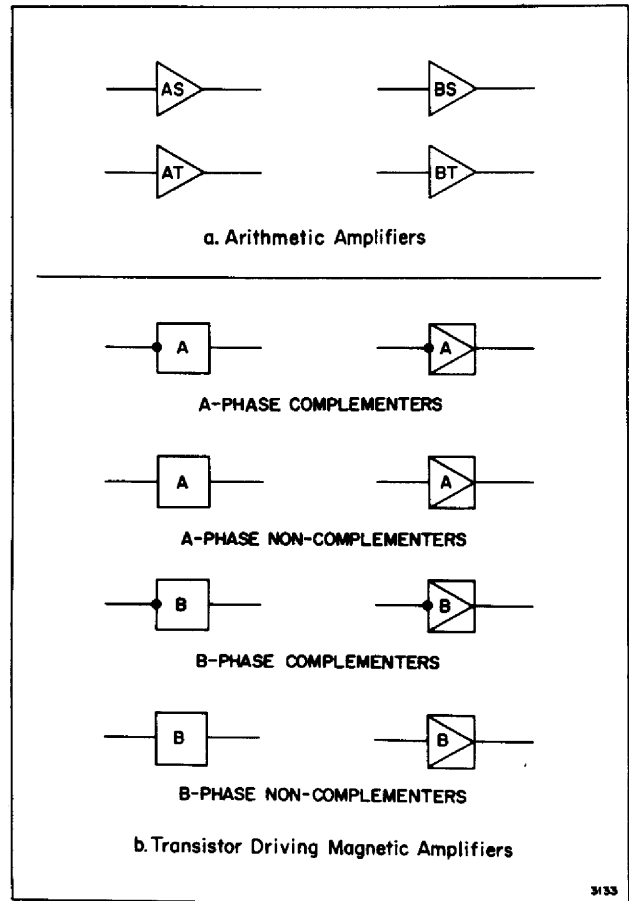 AS BS
AT BT
a. Arithmetic Amplifiers
A A
A-PHASE COMPLEMENTERS
A A
A-PHASE NON-COMPLEMENTERS
B B
B-PHASE COMPLEMENTERS
B B
B-PHASE NON-COMPLEMENTERS
b. Transistor Driving Magnetic Amplifiers
3133